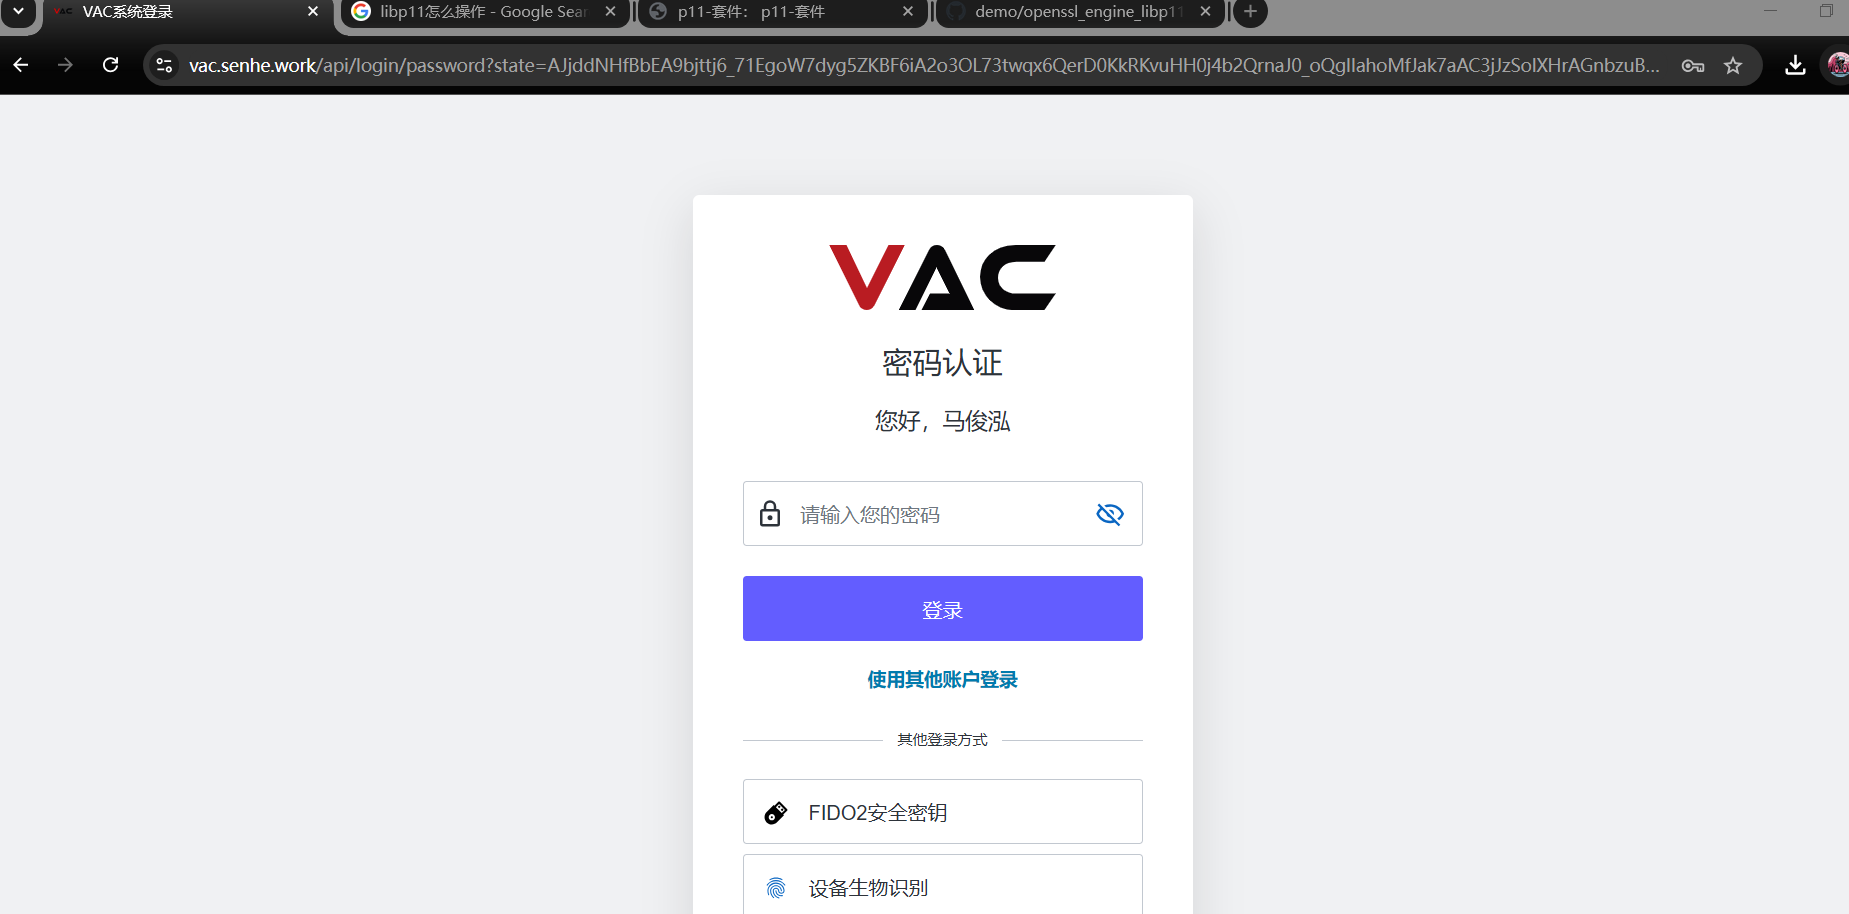 VAC系统登录
libp11怎么操作 - Google Sear
p11-套件： p11-套件
demo/openssl_engine_libp11
vac.senhe.work/api/login/password?state=AJjddNHfBbEA9bjttj6_71EgoW7dyg5ZKBF6iA2o3OL73twqx6QerD0KkRKvuHH0j4b2QrnaJ0_oQglIahoMfJak7aAC3jJzSolXHrAGnbzuB...
VAC
密码认证
您好，马俊泓
请输入您的密码
登录
使用其他账户登录
其他登录方式
FIDO2安全密钥
设备生物识别